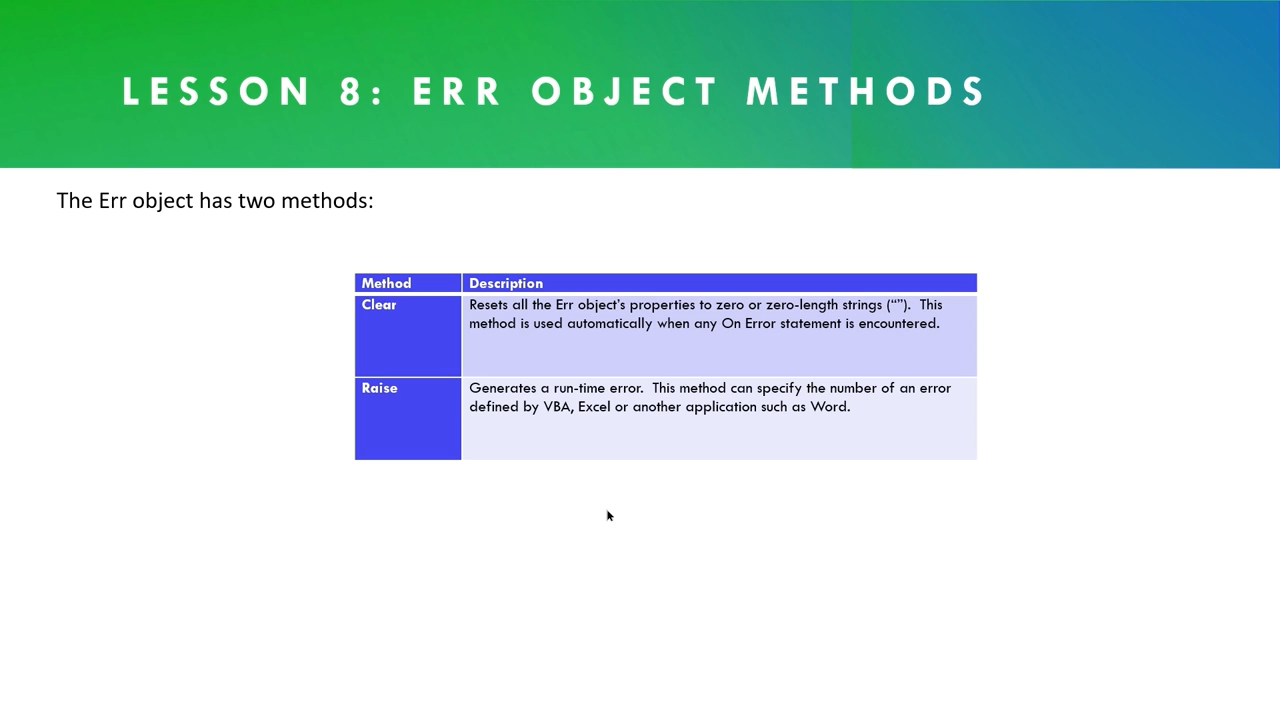 LESSON 8: ERR OBJECT METHODS
The Err object has two methods:
Method Description
Clear Resets all the Err object's properties to zero or zero-length strings (“”).  This
method is used automatically when any On Error statement is encountered.
Raise Generates a run-time error.  This method can specify the number of an error
defined by VBA, Excel or another application such as Word.